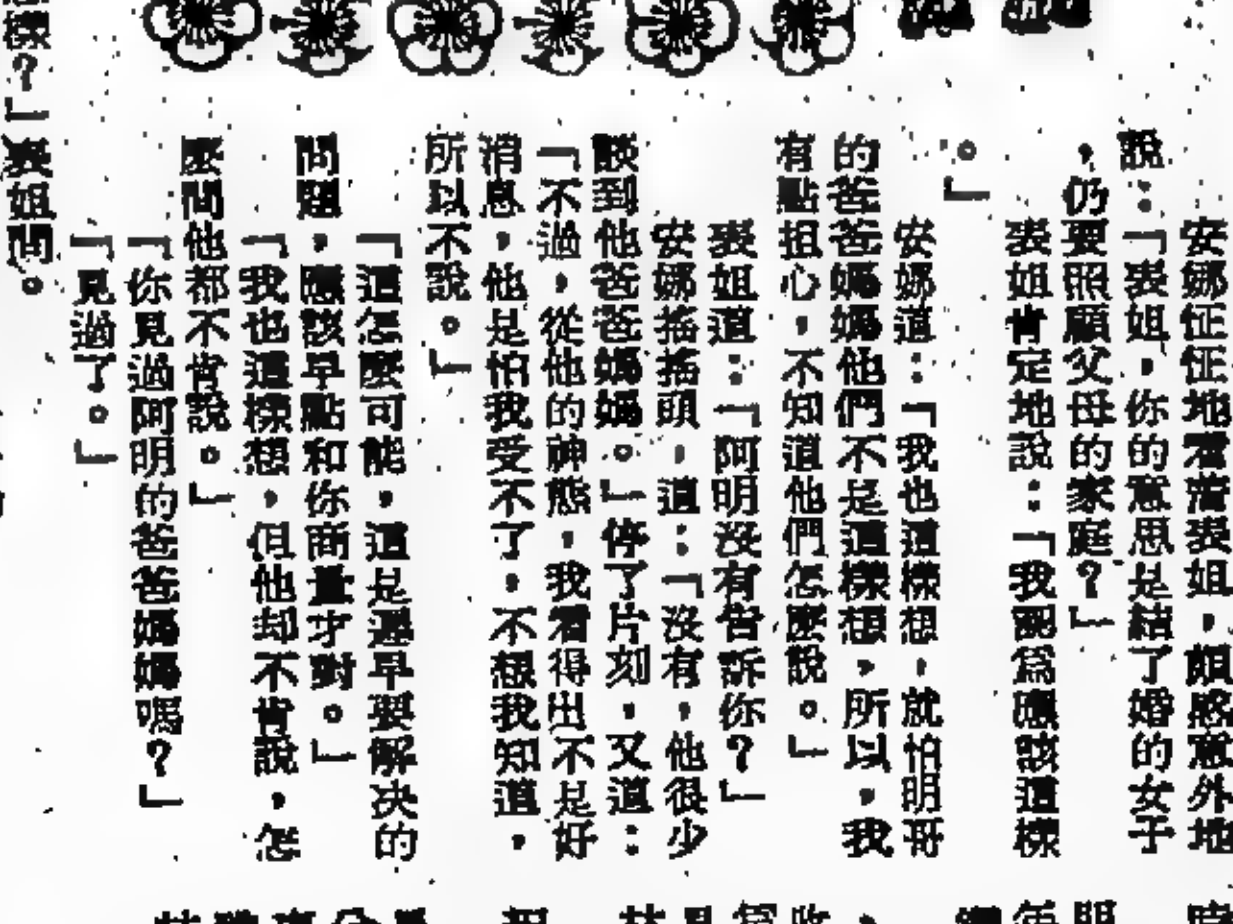 安娜怔怔地看着表姐，頗感意外地
說：「表姐，你的意思是結了婚的女子
，仍要照顧父母的家庭？」
表姐肯定地說：「我認爲應該這樣
。」
安娜道：「我也這樣想，就怕明哥
的爸爸媽媽他們不是這樣想，所以，我
有點担心，不知道他們怎麼說。」
表姐道：「阿明沒有告訴你？」
安娜搖搖頭，道：「沒有，他很少
談到他爸爸媽媽。」停了片刻，又道：
「不過，從他的神態，我看得出不是好
消息，他是怕我受不了，不想我知道，
所以不說。」
「這怎麼可能，這是遲早要解决的
問題，應該早點和你商量才對。」
「我也這樣想，但他却不肯說，怎
麼問他都不肯說。」
「你見過阿明的爸爸媽媽嗎？」
「見過了。」
樣？」表姐問。